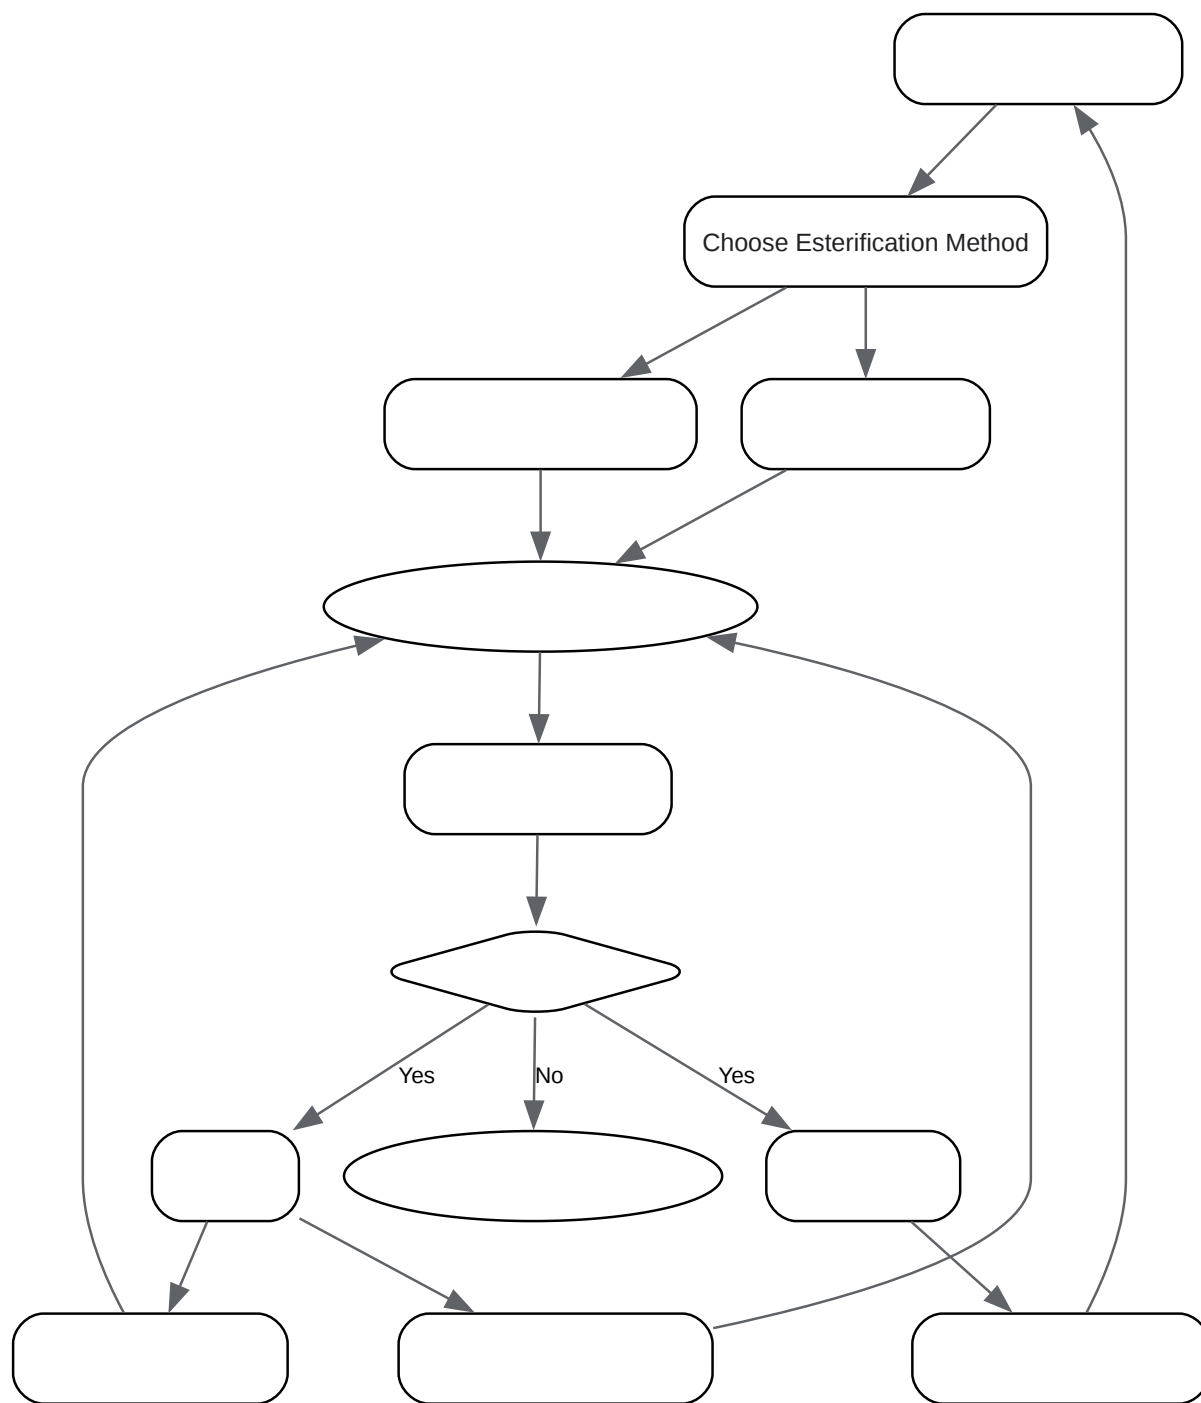 Choose Esterification Method
Yes
No
Yes